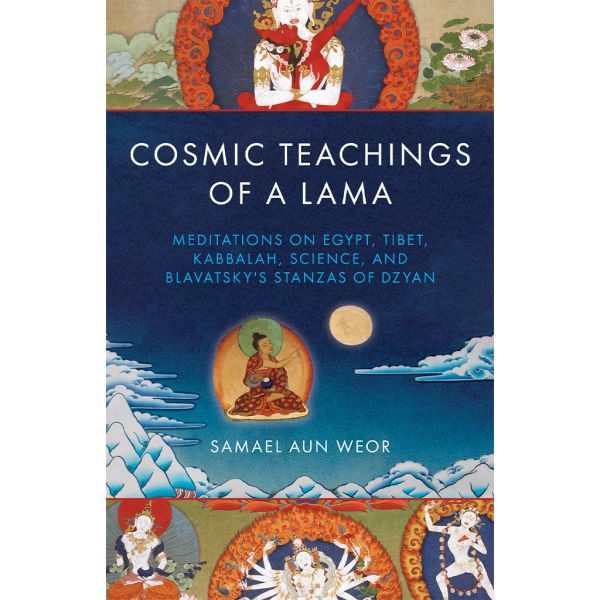 COSMIC TEACHINGS
OF A LAMA
MEDITATIONS ON EGYPT, TIBET,
KABBALAH, SCIENCE, AND
BLAVATSKY'S STANZAS OF DZYAN
SAMAEL AUN WEOR